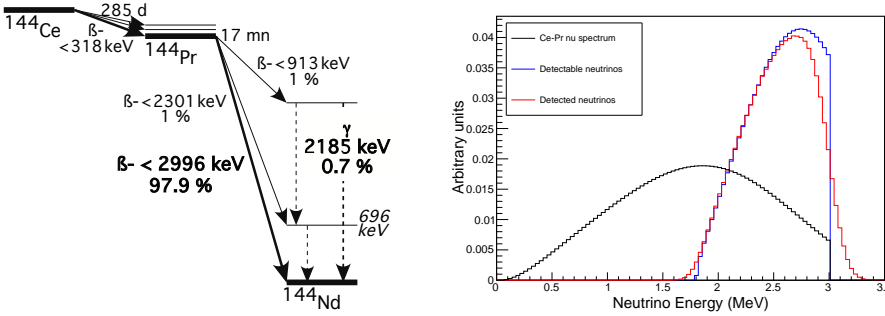 144Ce
285 d
ß-
<318 keV
144Pr
17 mn
ß-<913 keV
1 %
ß-<2301 keV
1 %
ß- < 2996 keV
97.9 %
γ
2185 keV
0.7 %
696
keV
144Nd
Arbitrary units
0.04
0.035
0.03
0.025
0.02
0.015
0.01
0.005
0
Ce-Pr nu spectrum
Detectable neutrinos
Detected neutrinos
0 0.5 1 1.5 2 2.5 3 3.
Neutrino Energy (MeV)